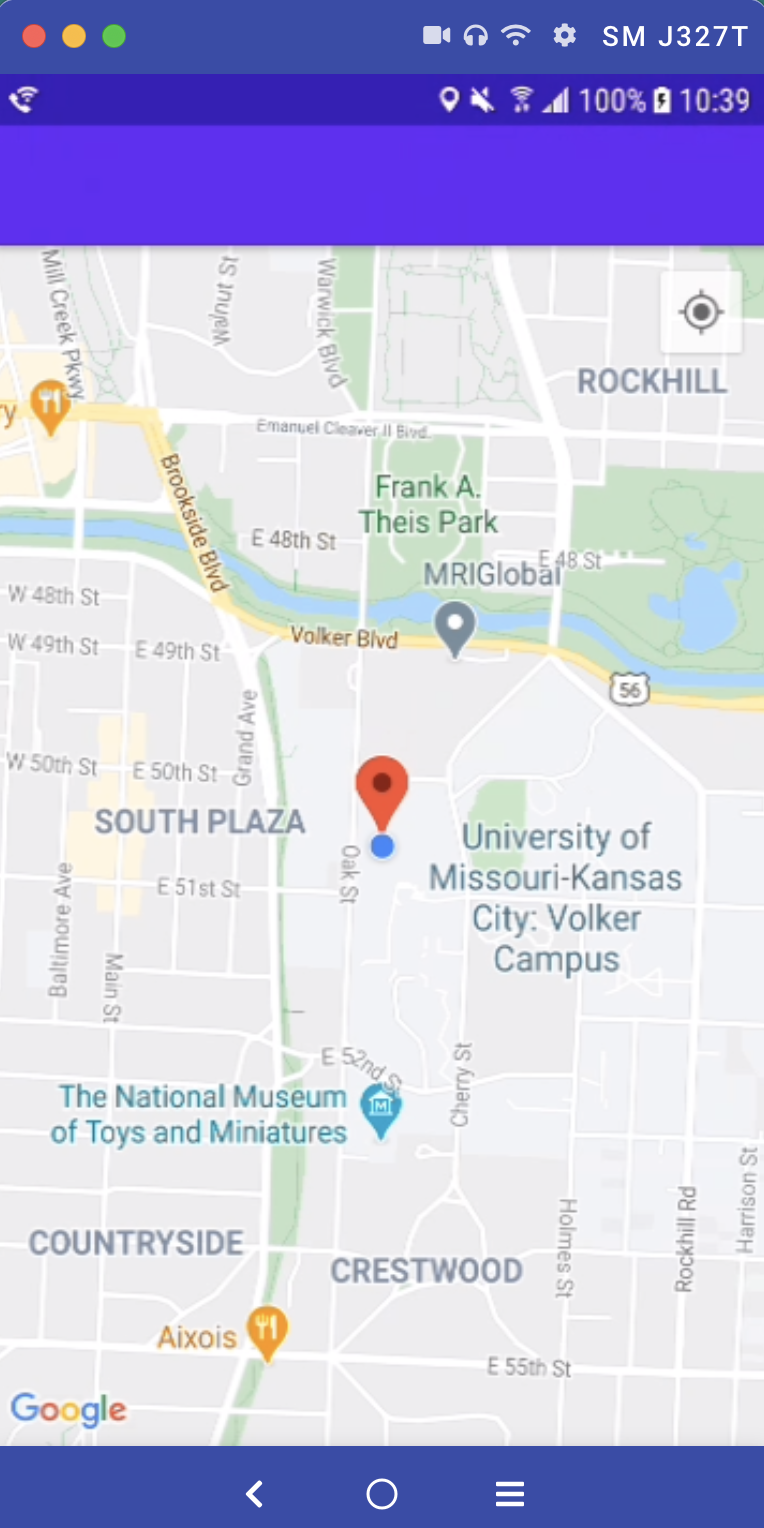 SM J327T
100% 10:39
Mill Creek Pkwy
Walnut St
Warwick Blvd
ROCKHILL
ry
Emanuel Cleaver II Blvd.
Brookside Blvd
Frank A.
Theis Park
E 48th St
E 48 St
MRIGlobal
W 48th St
Volker Blvd
W 49th St
E 49th St
56
Grand Ave
W 50th St
E 50th St
SOUTH PLAZA
University of
Missouri-Kansas
City: Volker
Campus
Oak St
E 51st St
Baltimore Ave
Main St
E 52nd St
Cherry St
The National Museum
of Toys and Miniatures
Harrison St
Rockhill Rd
Holmes St
COUNTRYSIDE
CRESTWOOD
Aixois
E 55th St
Google